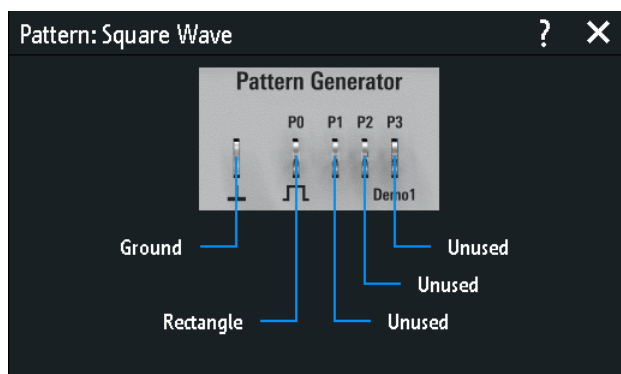 Pattern: Square Wave ? ✕
Pattern Generator
P0 P1 P2 P3
Demo1
Ground Unused
Unused
Rectangle Unused